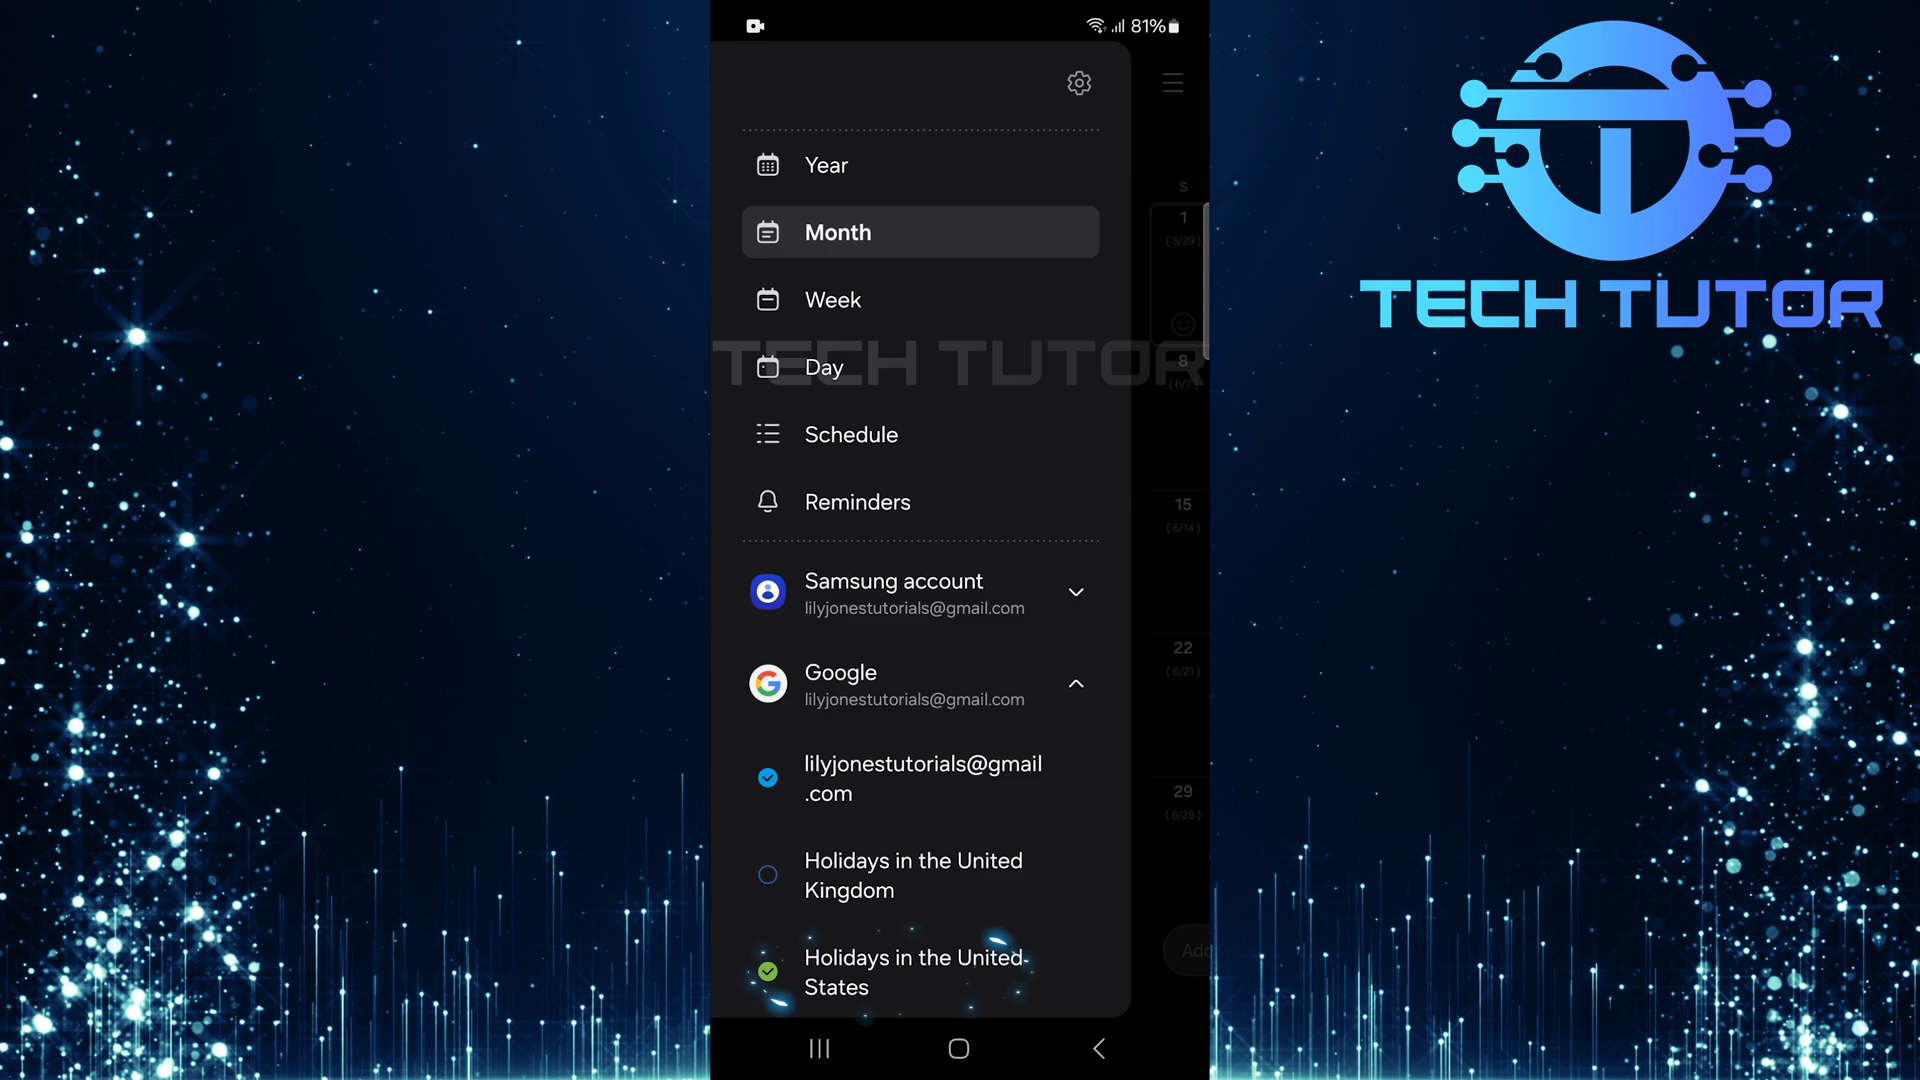 81%
Year
Month
Week
Day
Schedule
Reminders
Samsung account
lilyjonestutorials@gmail.com
Google
lilyjonestutorials@gmail.com
lilyjonestutorials@gmail
.com
Holidays in the United
Kingdom
Holidays in the United
States
S
1
(5/29)
8
(6/7)
15
(6/14)
22
(6/21)
29
(6/28)
TECH TUTOR
TECH TUTOR